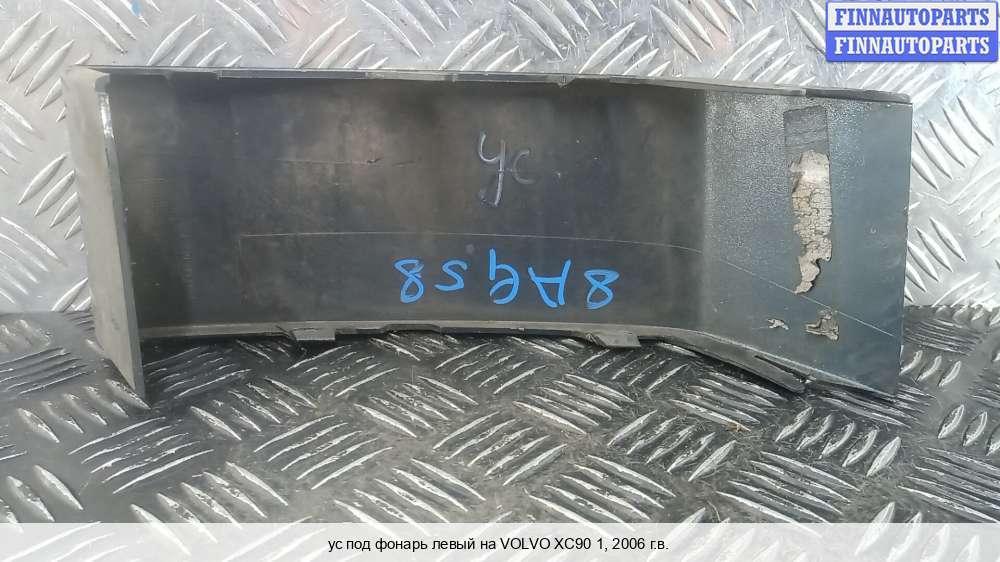 FINNAUTOPARTS
FINNAUTOPARTS
ус
8AG58
ус под фонарь левый на VOLVO XC90 1, 2006 г.в.